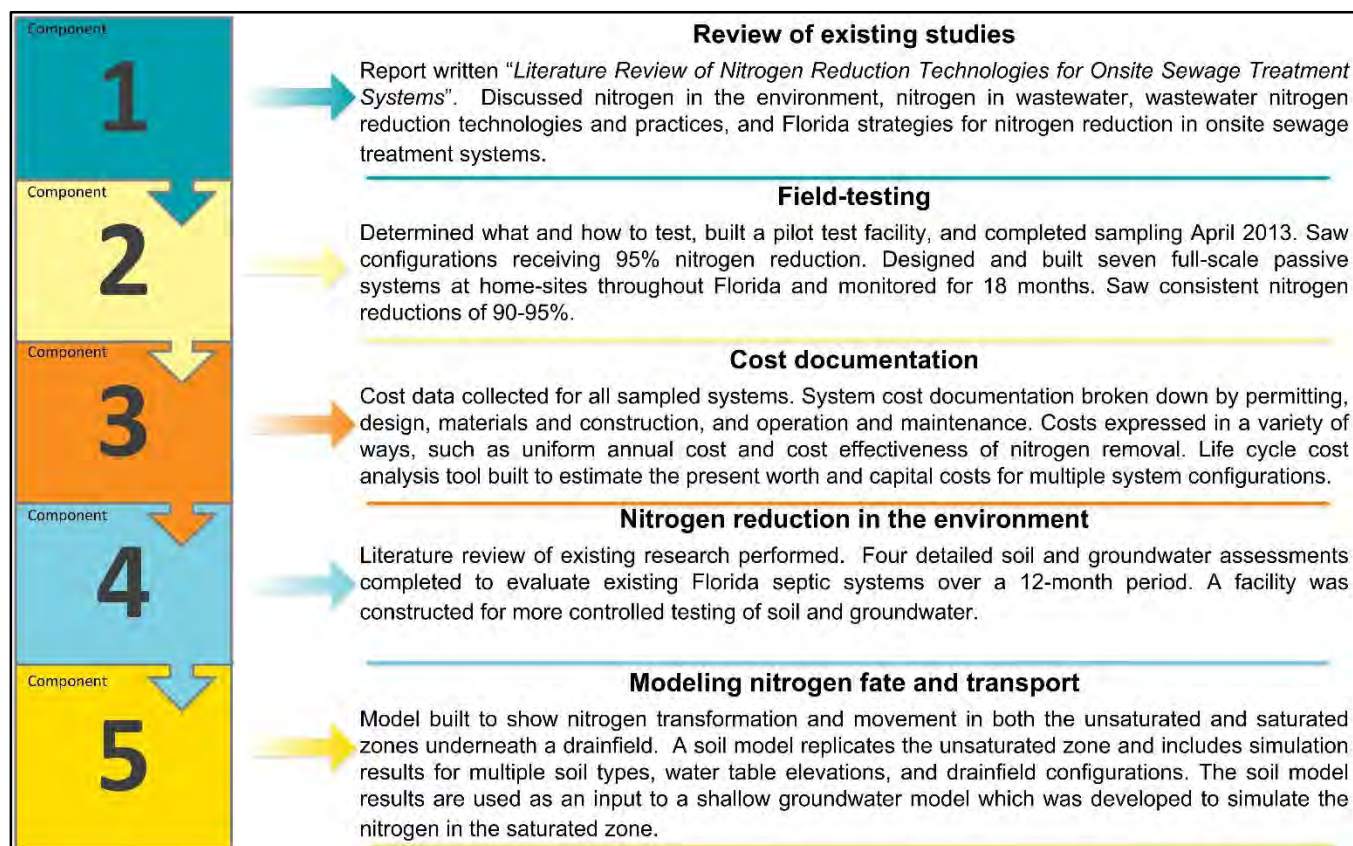 Component
1
Review of existing studies
Report written “Literature Review of Nitrogen Reduction Technologies for Onsite Sewage Treatment
Systems”. Discussed nitrogen in the environment, nitrogen in wastewater, wastewater nitrogen
reduction technologies and practices, and Florida strategies for nitrogen reduction in onsite sewage
treatment systems.
Component
2
Field-testing
Determined what and how to test, built a pilot test facility, and completed sampling April 2013. Saw
configurations receiving 95% nitrogen reduction. Designed and built seven full-scale passive
systems at home-sites throughout Florida and monitored for 18 months. Saw consistent nitrogen
reductions of 90-95%.
Component
3
Cost documentation
Cost data collected for all sampled systems. System cost documentation broken down by permitting,
design, materials and construction, and operation and maintenance. Costs expressed in a variety of
ways, such as uniform annual cost and cost effectiveness of nitrogen removal. Life cycle cost
analysis tool built to estimate the present worth and capital costs for multiple system configurations.
Component
4
Nitrogen reduction in the environment
Literature review of existing research performed. Four detailed soil and groundwater assessments
completed to evaluate existing Florida septic systems over a 12-month period. A facility was
constructed for more controlled testing of soil and groundwater.
Component
5
Modeling nitrogen fate and transport
Model built to show nitrogen transformation and movement in both the unsaturated and saturated
zones underneath a drainfield. A soil model replicates the unsaturated zone and includes simulation
results for multiple soil types, water table elevations, and drainfield configurations. The soil model
results are used as an input to a shallow groundwater model which was developed to simulate the
nitrogen in the saturated zone.